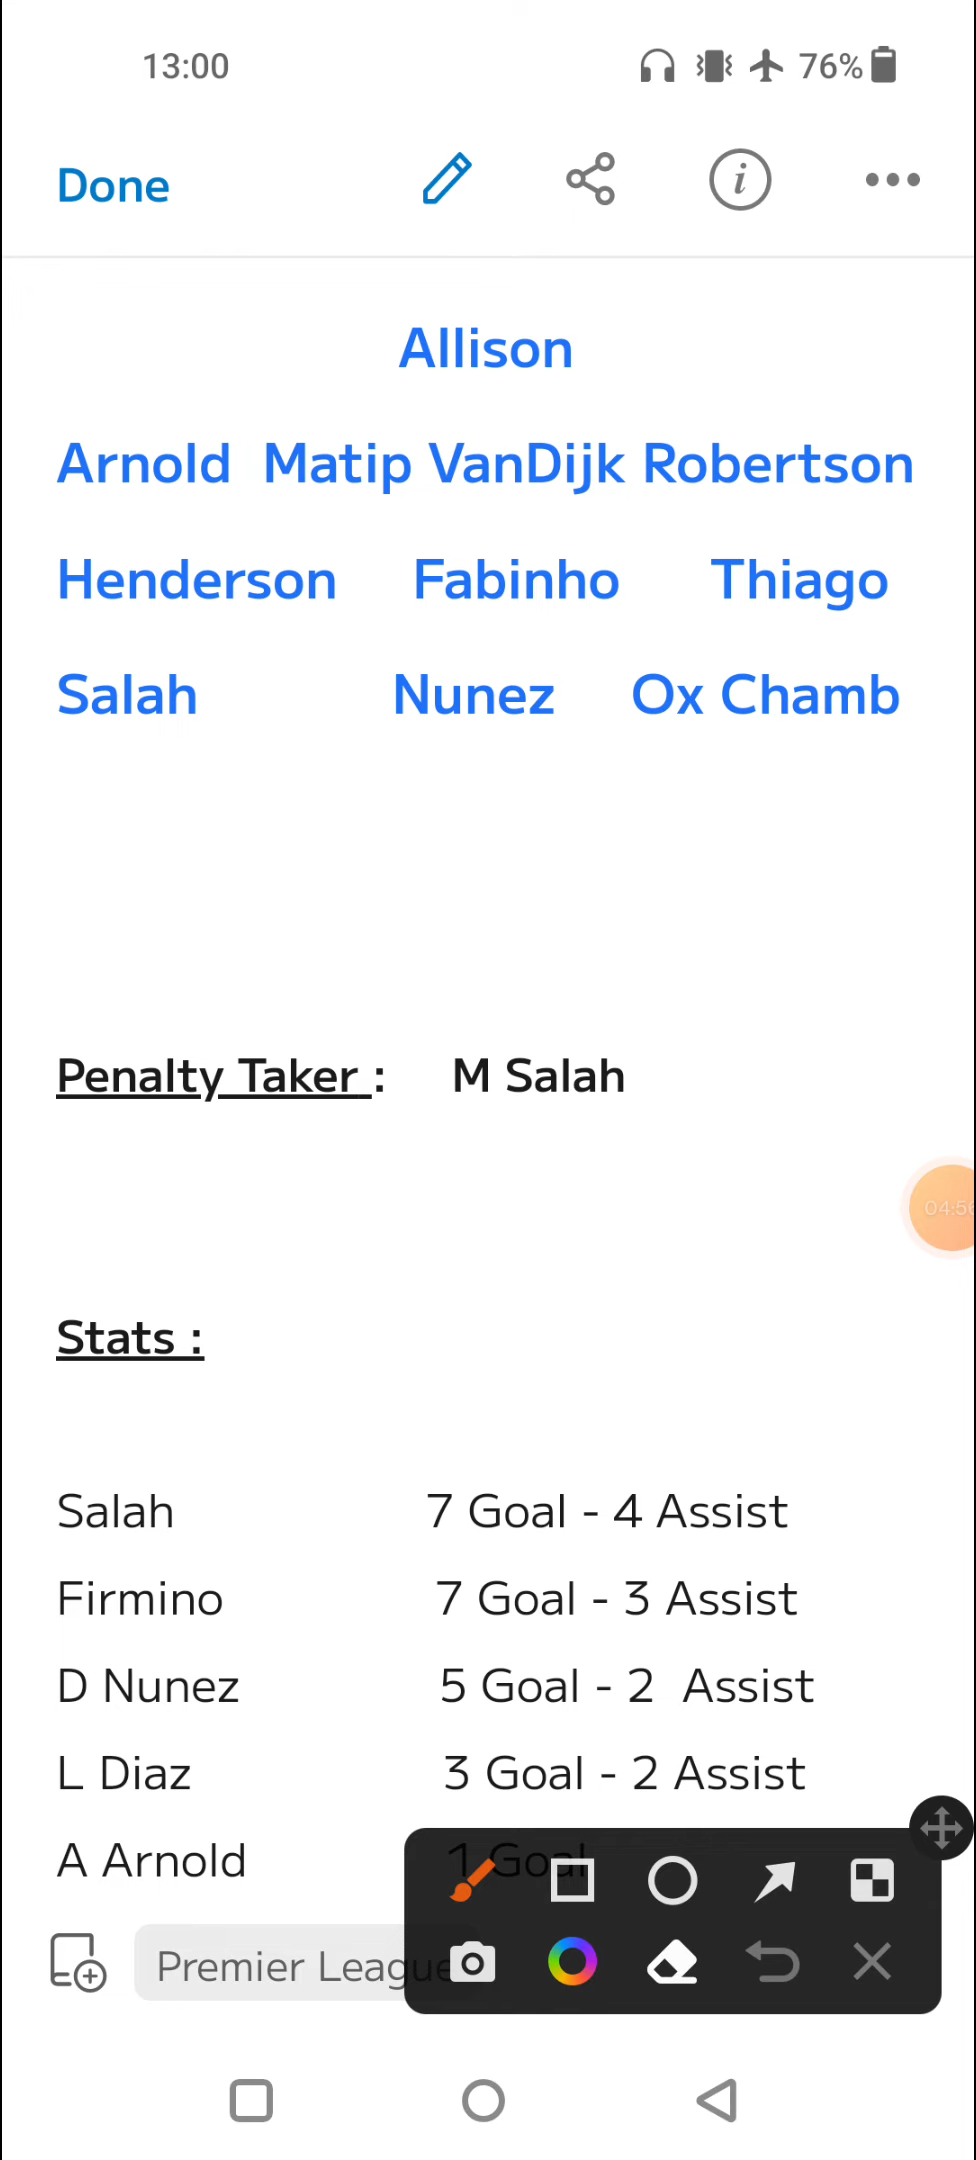 13:00 76%
Done
Allison
Arnold Matip VanDijk Robertson
Henderson Fabinho Thiago
Salah Nunez Ox Chamb
Penalty Taker : M Salah
04:56
Stats :
Salah 7 Goal - 4 Assist
Firmino 7 Goal - 3 Assist
D Nunez 5 Goal - 2 Assist
L Diaz 3 Goal - 2 Assist
A Arnold 1 Goal
Premier League